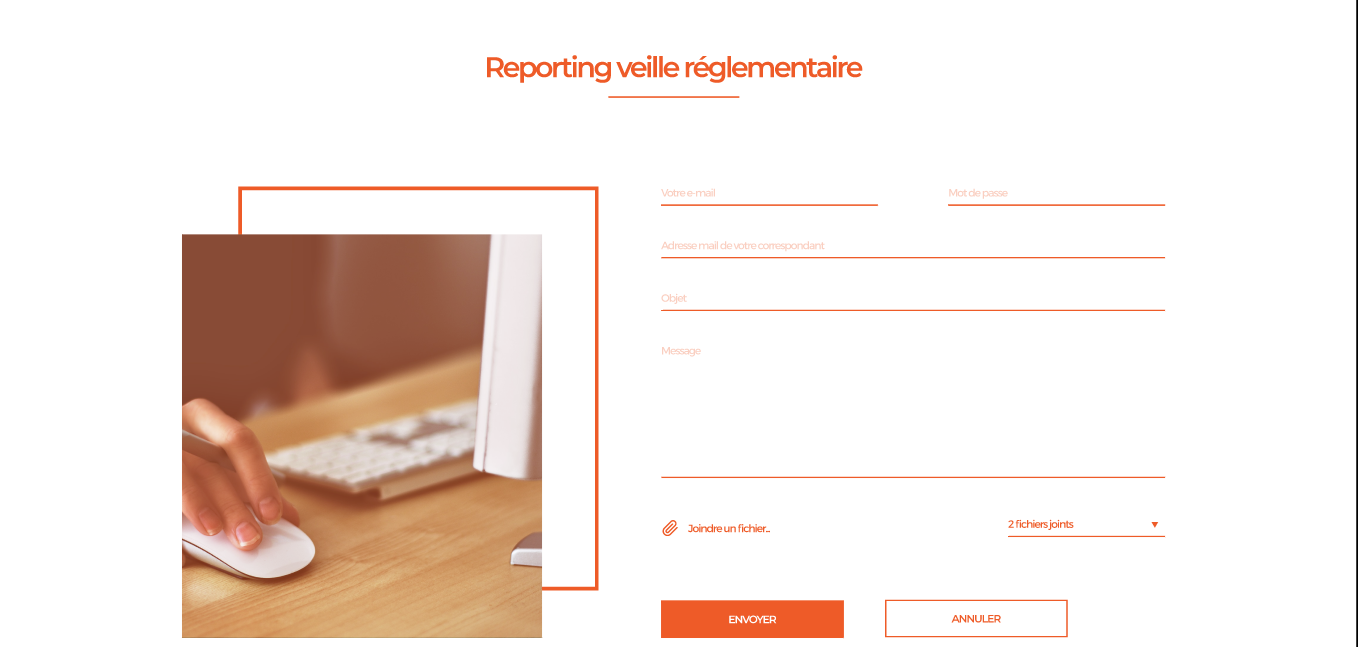 Reporting veille réglementaire
Votre e-mail
Mot de passe
Adresse mail de votre correspondant
Objet
Message
Joindre un fichier...
2 fichiers joints
ENVOYER
ANNULER